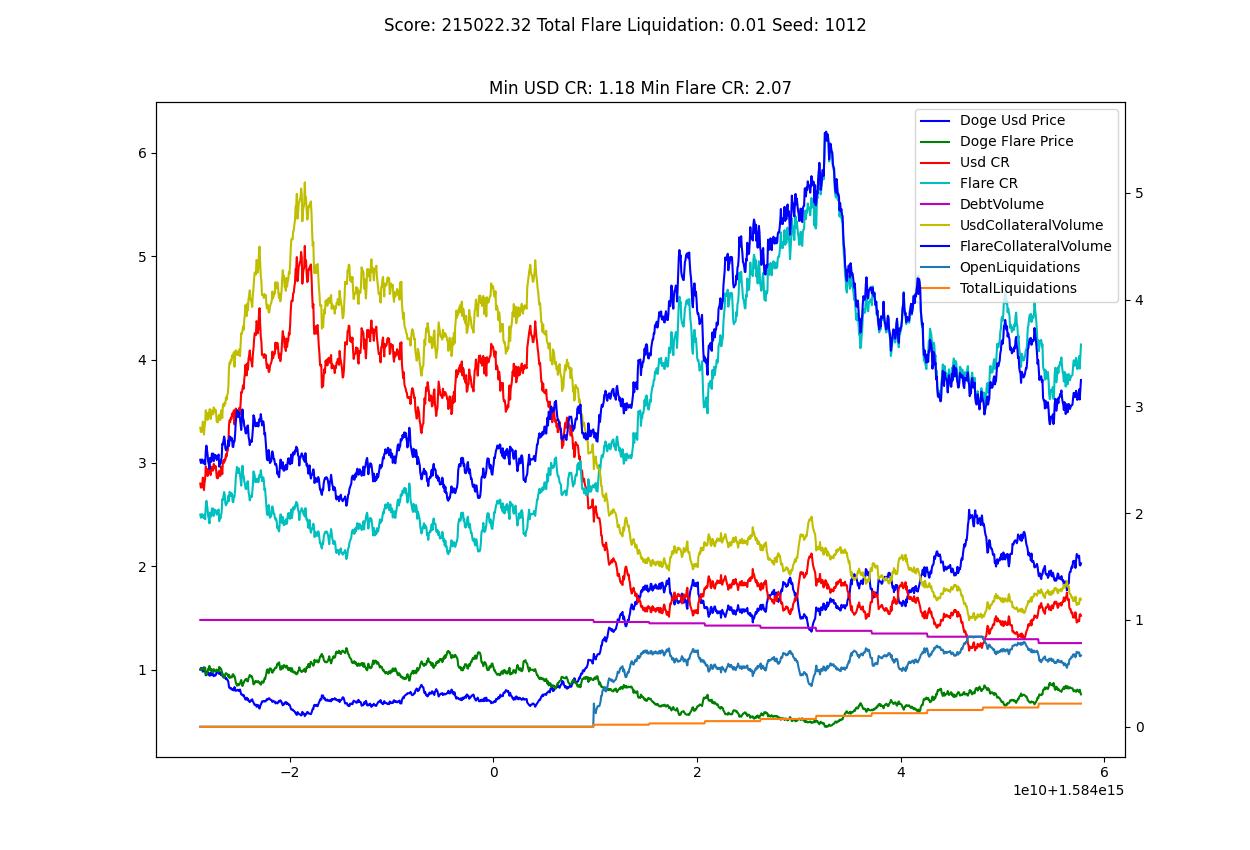 Score: 215022.32 Total Flare Liquidation: 0.01 Seed: 1012
Min USD CR: 1.18 Min Flare CR: 2.07
Doge Usd Price
Doge Flare Price
Usd CR
Flare CR
DebtVolume
UsdCollateralVolume
FlareCollateralVolume
OpenLiquidations
TotalLiquidations
6
5
4
3
2
1
5
4
3
2
1
0
−2
0
2
4
6
1e10+1.584e15